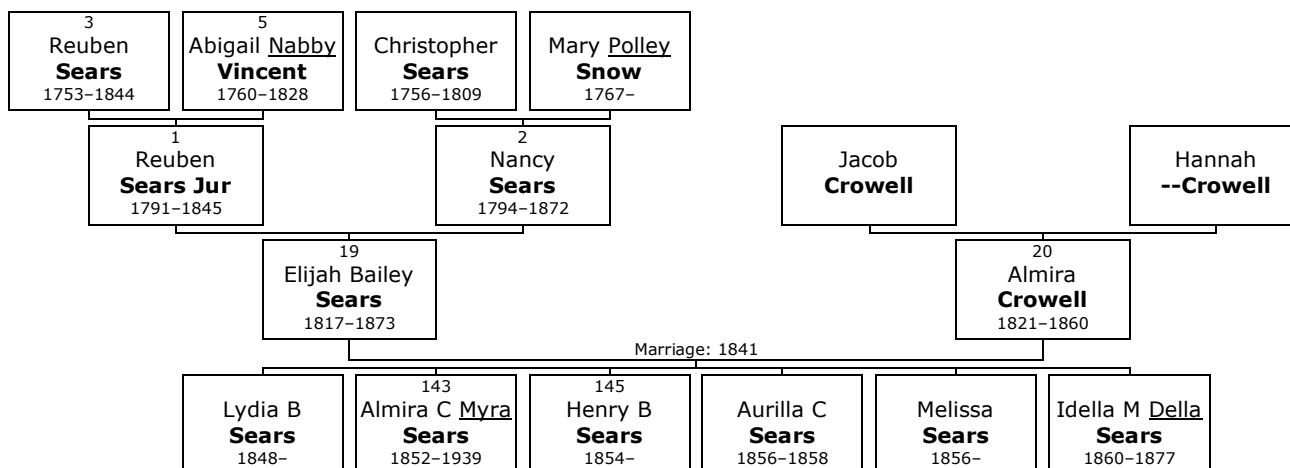 3
Reuben
Sears
1753–1844
5
Abigail Nabby
Vincent
1760–1828
Christopher
Sears
1756–1809
Mary Polley
Snow
1767–
1
Reuben
Sears Jur
1791–1845
2
Nancy
Sears
1794–1872
Jacob
Crowell
Hannah
--Crowell
19
Elijah Bailey
Sears
1817–1873
20
Almira
Crowell
1821–1860
Marriage: 1841
Lydia B
Sears
1848–
143
Almira C Myra
Sears
1852–1939
145
Henry B
Sears
1854–
Aurilla C
Sears
1856–1858
Melissa
Sears
1856–
Idella M Della
Sears
1860–1877